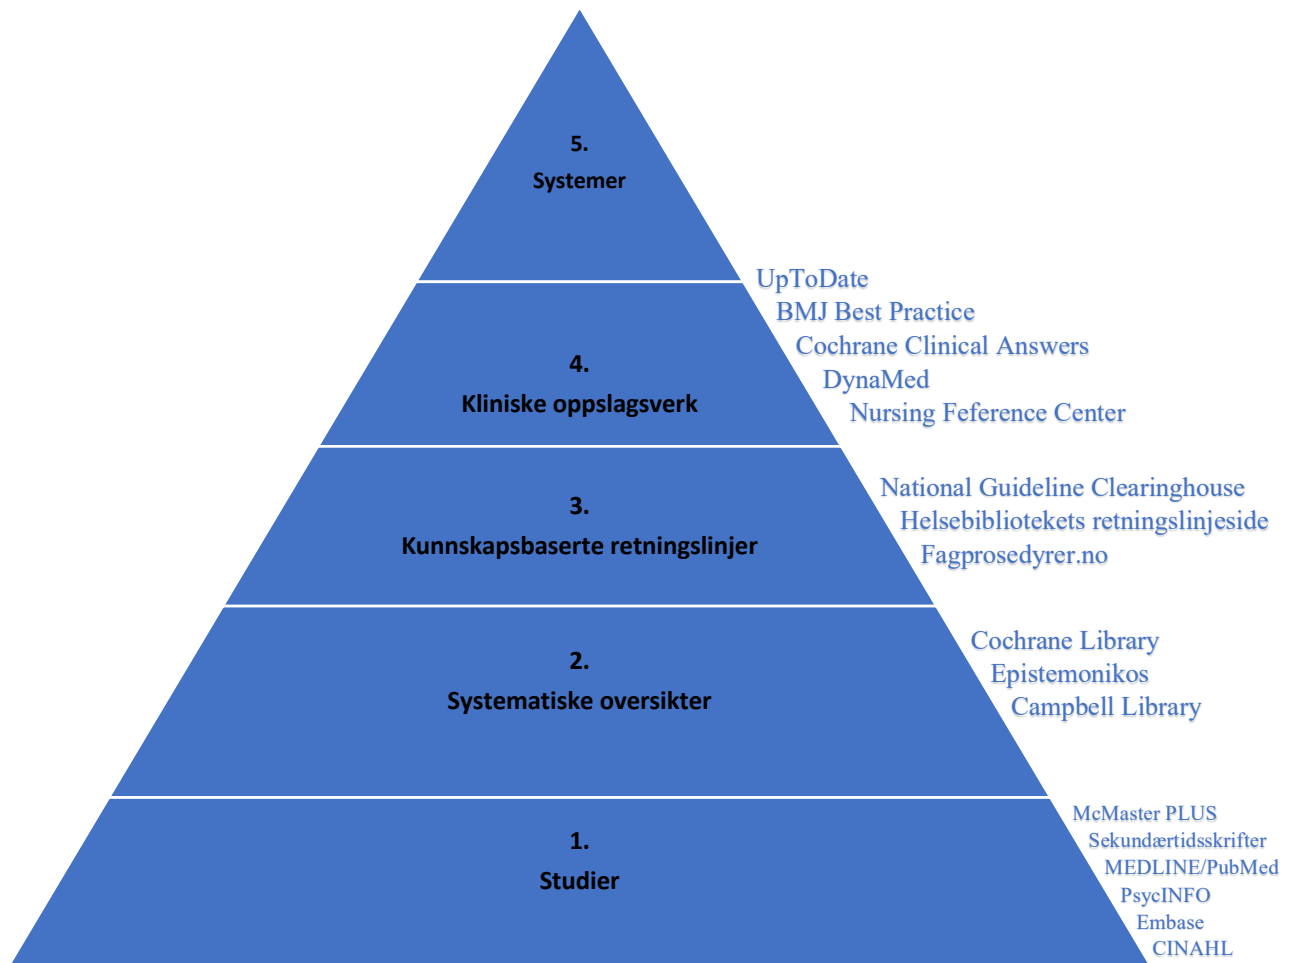 5.
Systemer
UpToDate
BMJ Best Practice
Cochrane Clinical Answers
4.
DynaMed
Kliniske oppslagsverk
Nursing Feference Center
National Guideline Clearinghouse
3.
Helsebibliotekets retningslinjeside
Kunnskapsbaserte retningslinjer
Fagprosedyrer.no
Cochrane Library
2.
Epistemonikos
Systematiske oversikter
Campbell Library
McMaster PLUS
1.
Sekundærtidsskrifter
MEDLINE/PubMed
Studier
PsycINFO
Embase
CINAHL